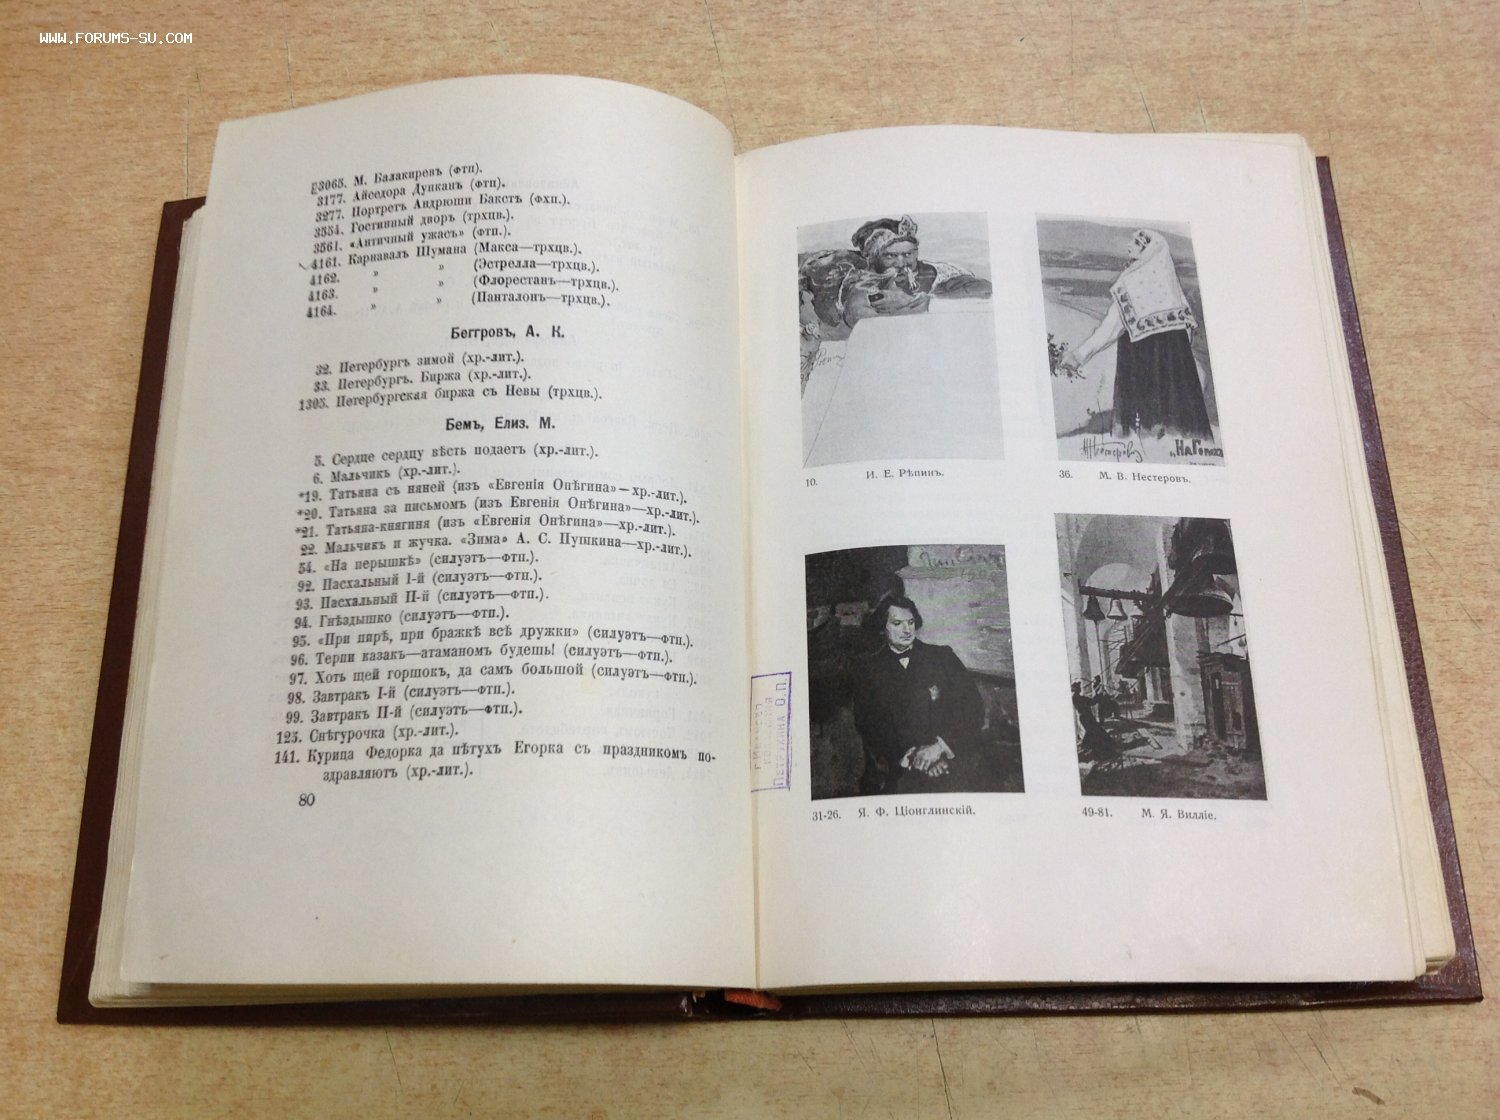 WWW.FORUMS-SU.COM
3065. М. Балакиревъ (фтп).
3177. Айседора Дунканъ (фтп).
3277. Портретъ Андрюши Бакстъ (фхп.).
3554. Гостинный дворъ (трхцв.).
3561. «Античный ужасъ» (фтп.).
4161. Карнавалъ Шумана (Макса—трхцв.).
4162. » » (Эстрелла—трхцв.).
4163. » » (Флорестанъ—трхцв.).
4164. » » (Панталонъ—трхцв.).
Беггровъ, А. К.
32. Петербургъ зимой (хр.-лит.).
33. Петербургъ. Биржа (хр.-лит.).
1305. Петербургская биржа съ Невы (трхцв.).
Бемъ, Елиз. М.
5. Сердце сердцу вѣсть подаетъ (хр.-лит.).
6. Мальчикъ (хр.-лит.).
*19. Татьяна съ няней (изъ «Евгенія Онѣгина»—хр.-лит.).
*20. Татьяна за письмомъ (изъ Евгенія Онѣгина»—хр.-лит.).
*21. Татьяна-княгиня (изъ «Евгенія Онѣгина»—хр.-лит.).
22. Мальчикъ и жучка. «Зима» А. С. Пушкина—хр.-лит.).
54. «На перышкѣ» (силуэтъ—фтп.).
92. Пасхальный I-й (силуэтъ—фтп.).
93. Пасхальный II-й (силуэтъ—фтп.).
94. Гнѣздышко (силуэтъ—фтп.).
95. «При пирѣ, при бражкѣ всѣ дружки» (силуэтъ—фтп.).
96. Терпи казакъ—атаманомъ будешь! (силуэтъ—фтп.).
97. Хоть щей горшокъ, да самъ большой (силуэтъ—фтп.).
98. Завтракъ I-й (силуэтъ—фтп.).
99. Завтракъ II-й (силуэтъ—фтп.).
125. Снѣгурочка (хр.-лит.).
141. Курица Федорка да пѣтухъ Егорка съ праздникомъ по-
здравляютъ (хр.-лит.).
80
10. И. Е. Рѣпинъ.
„На Горахъ
36. М. В. Нестеровъ.
ПЕТРУХИНА О.П.
31-26. Я. Ф. Ціонглинскій.
49-81. М. Я. Вилліе.